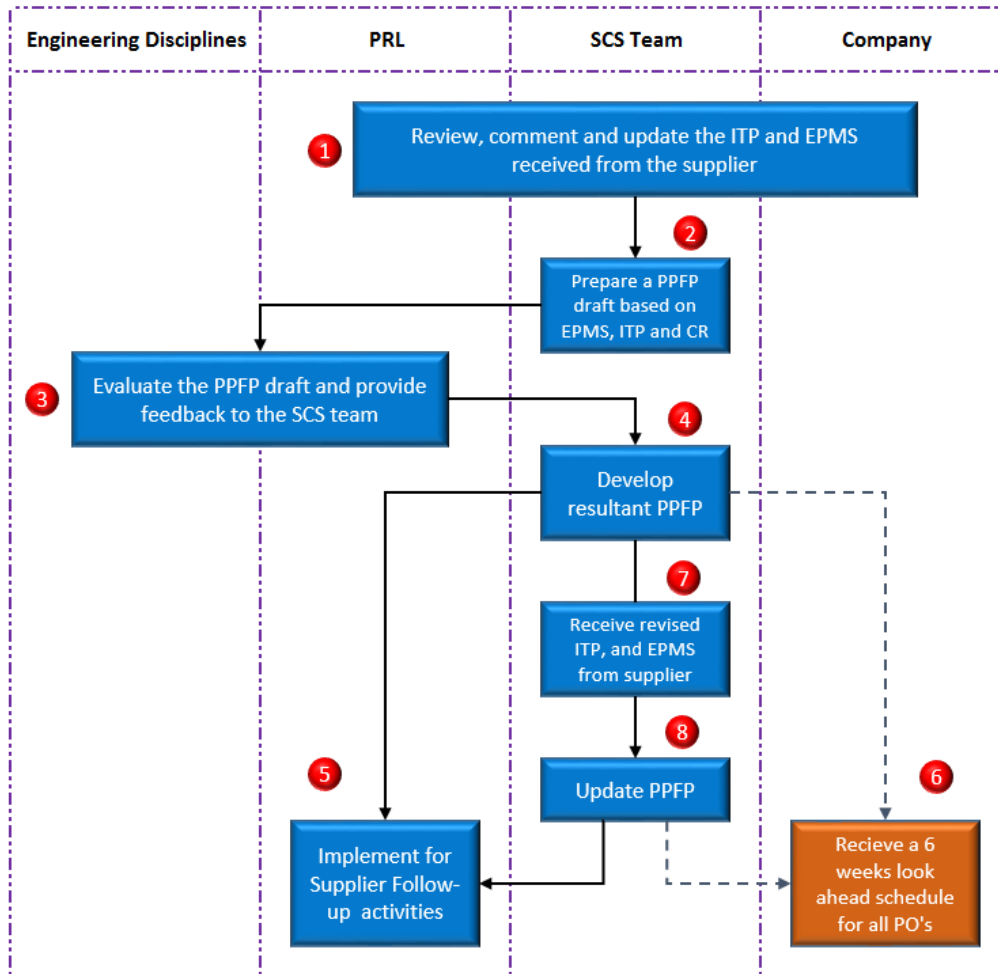 Engineering Disciplines
PRL
SCS Team
Company
1
Review, comment and update the ITP and EPMS
received from the supplier
2
Prepare a PPFP
draft based on
EPMS, ITP and CR
3
Evaluate the PPFP draft and provide
feedback to the SCS team
4
Develop
resultant PPFP
7
Receive revised
ITP, and EPMS
from supplier
8
Update PPFP
5
Implement for
Supplier Follow-
up activities
6
Recieve a 6
weeks look
ahead schedule
for all PO's